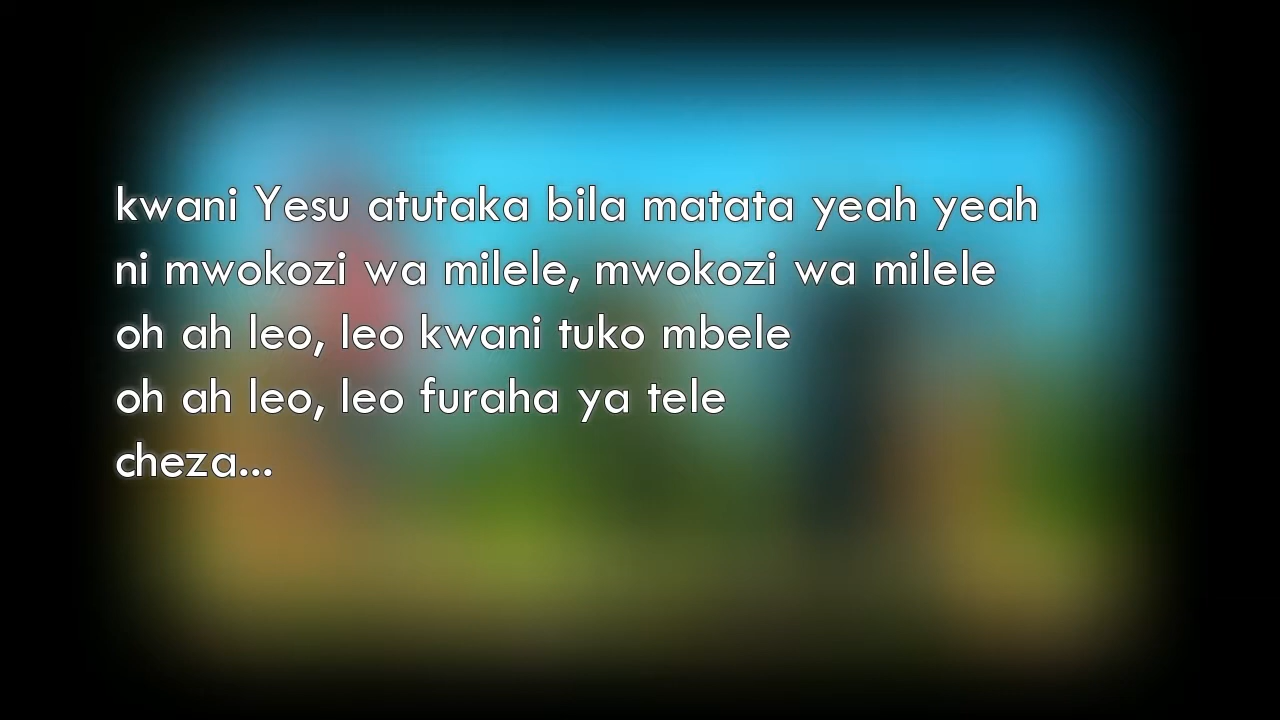 kwani Yesu atutaka bila matata yeah yeah
ni mwokozi wa milele, mwokozi wa milele
oh ah leo, leo kwani tuko mbele
oh ah leo, leo furaha ya tele
cheza...